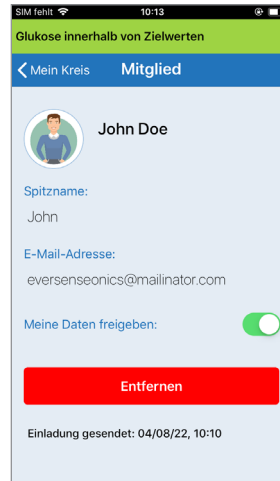 SIM fehlt 10:13
Glukose innerhalb von Zielwerten
Mein Kreis Mitglied
John Doe
Spitzname:
John
E-Mail-Adresse:
eversenseonics@mailinator.com
Meine Daten freigeben:
Entfernen
Einladung gesendet: 04/08/22, 10:10